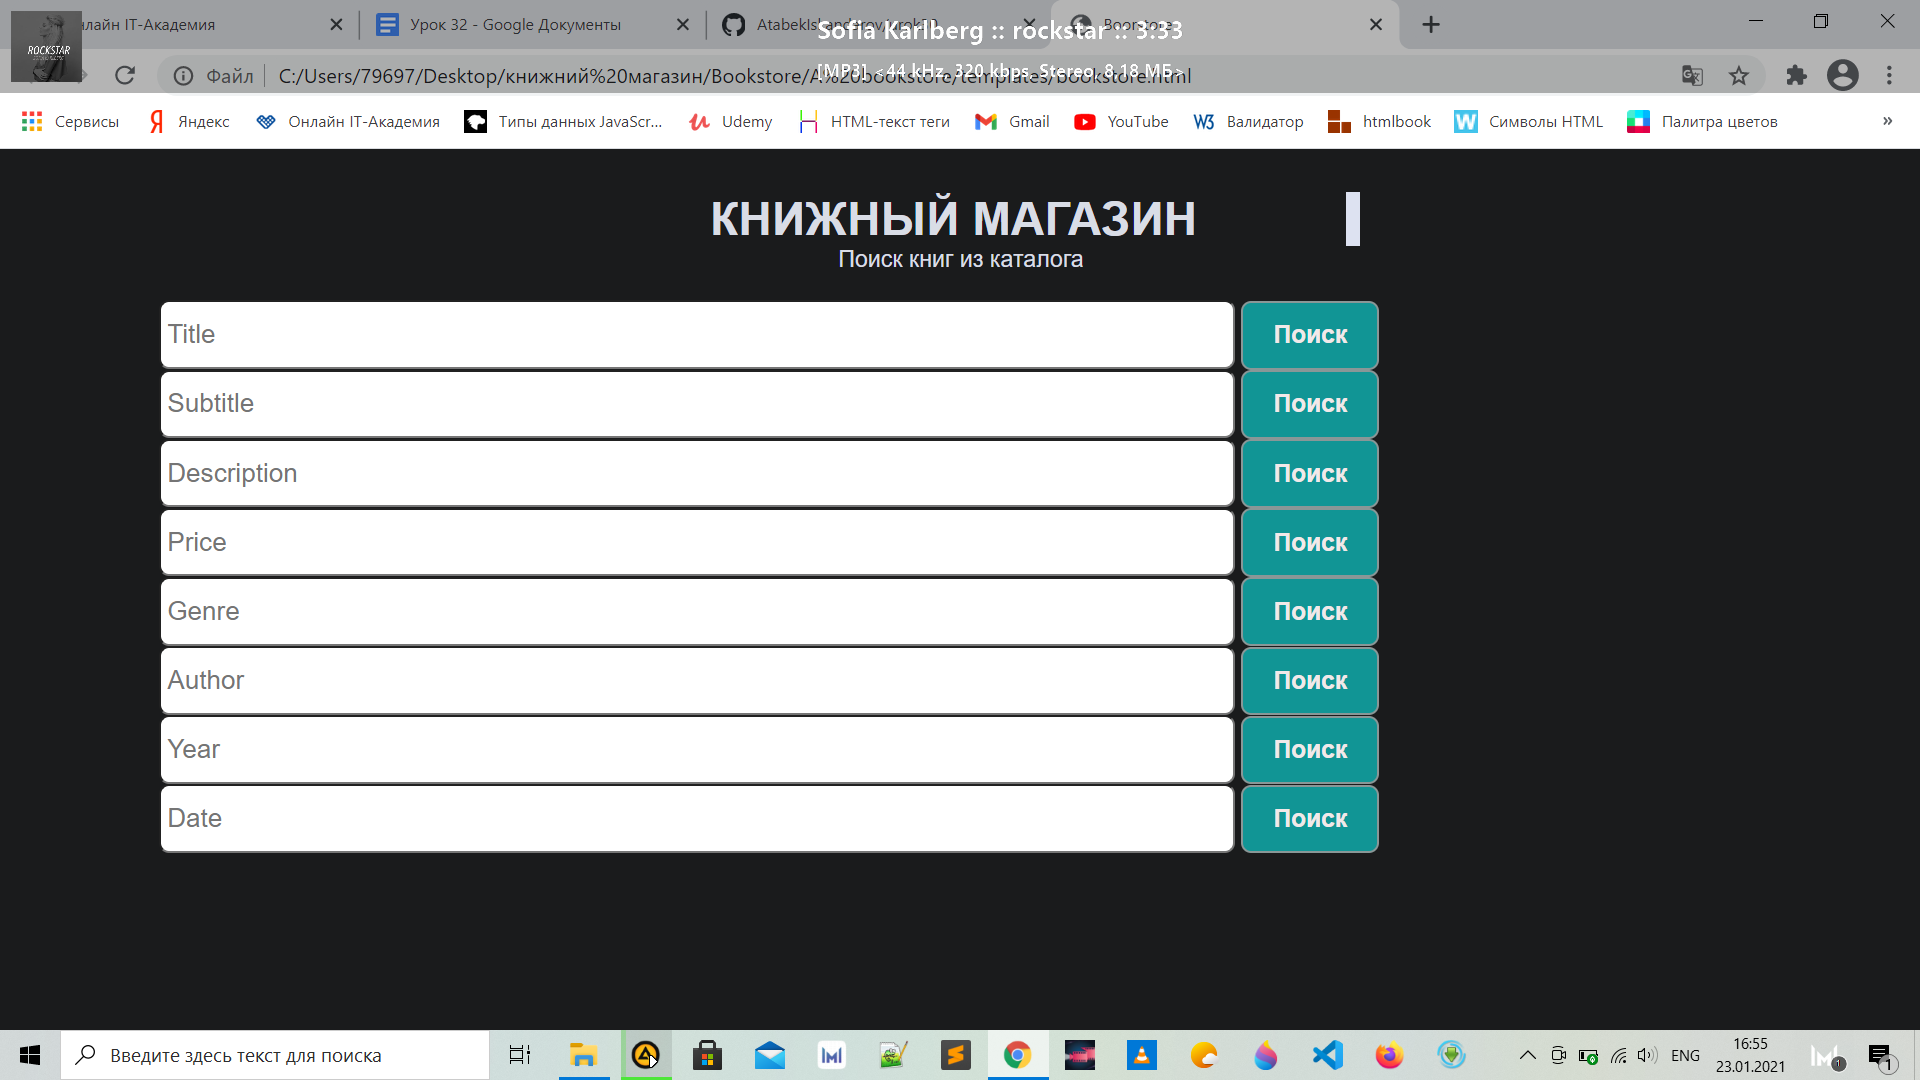 нлайн IT-Академия
Урок 32 - Google Документы
Sofia Karlberg :: rockstar :: 3:33
ROCKSTAR
Файл
C:/Users/79697/Desktop/книжний%20магазин/Bookstore/A%20bookstore/templates/bookstore.html
[MP3], <44 kHz, 320 kbps, Stereo, 8,18 МБ>
Сервисы
Яндекс
Онлайн IT-Академия
Типы данных JavaScr...
Udemy
HTML-текст теги
Gmail
YouTube
Валидатор
htmlbook
Символы HTML
Палитра цветов
»
КНИЖНЫЙ МАГАЗИН
Поиск книг из каталога
Title Поиск
Subtitle Поиск
Description Поиск
Price Поиск
Genre Поиск
Author Поиск
Year Поиск
Date Поиск
Введите здесь текст для поиска
ENG
16:55
23.01.2021
1
1